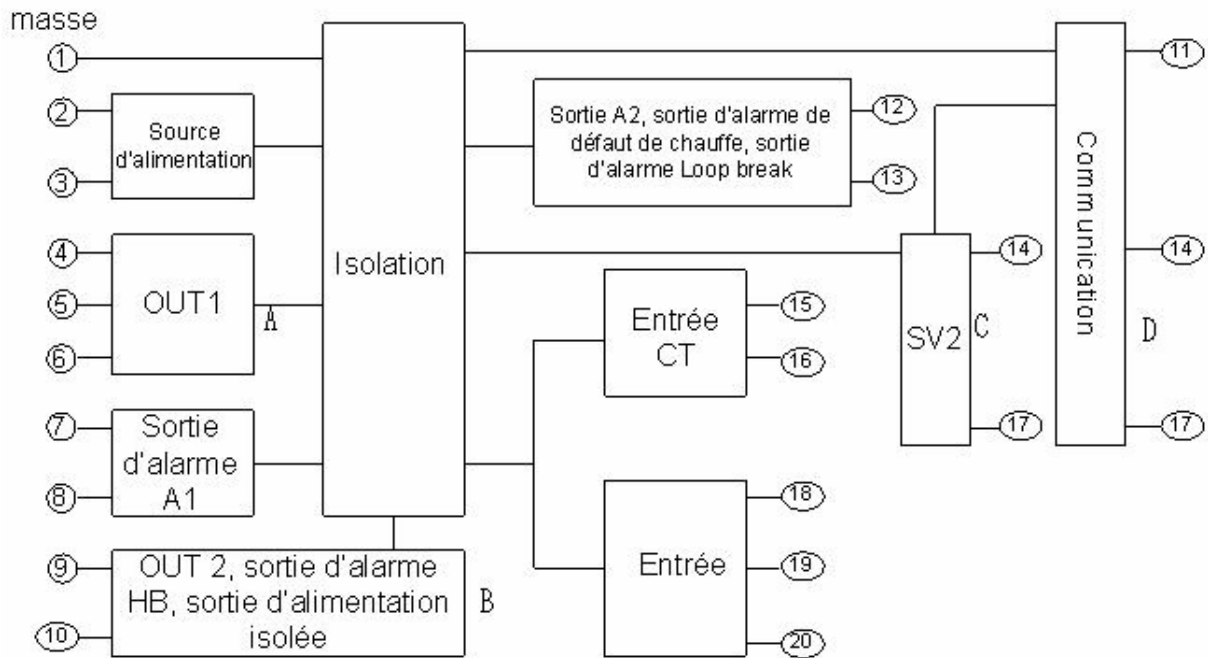 masse
1
2
3
Source
d'alimentation
4
5
6
OUT1
A
7
8
Sortie
d'alarme
A1
9
10
OUT 2, sortie d'alarme
HB, sortie d'alimentation
isolée
B
Isolation
Sortie A2, sortie d'alarme de
défaut de chauffe, sortie
d'alarme Loop break
12
13
Entrée
CT
15
16
Entrée
18
19
20
SV2
14
C
17
Communication
11
14
D
17